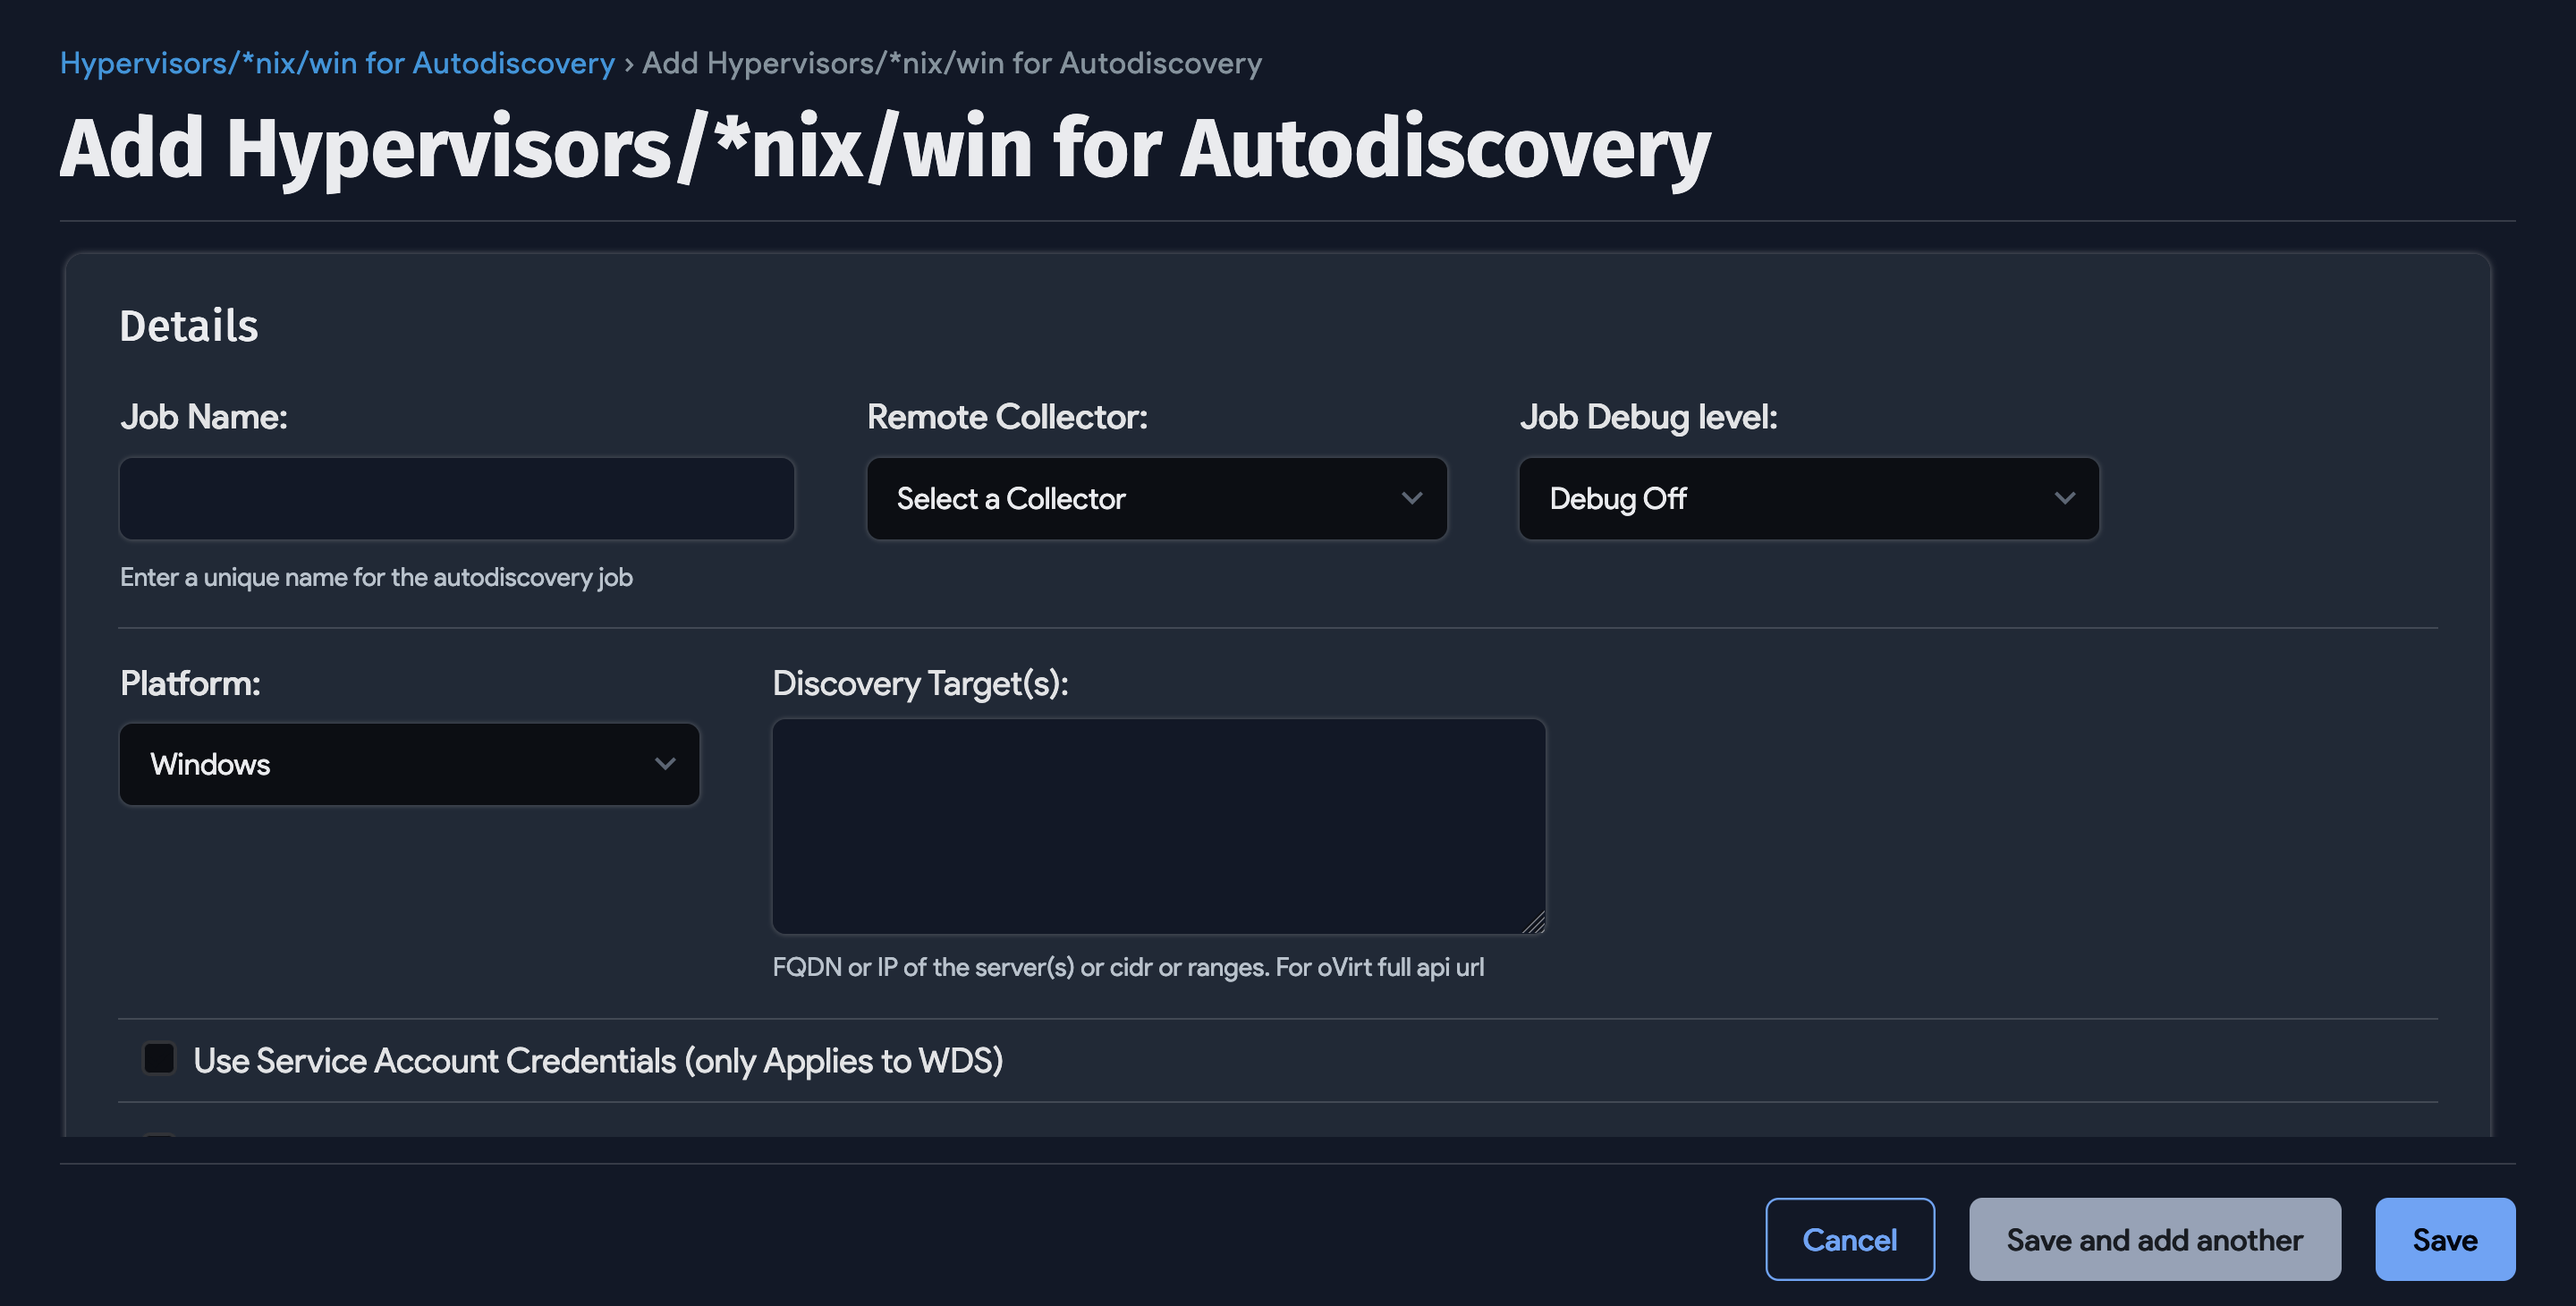 Hypervisors/*nix/win for Autodiscovery › Add Hypervisors/*nix/win for Autodiscovery
Add Hypervisors/*nix/win for Autodiscovery
Details
Job Name:
Remote Collector:
Job Debug level:
Select a Collector
Debug Off
Enter a unique name for the autodiscovery job
Platform:
Discovery Target(s):
Windows
FQDN or IP of the server(s) or cidr or ranges. For oVirt full api url
Use Service Account Credentials (only Applies to WDS)
Cancel
Save and add another
Save